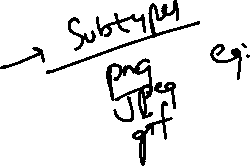 → Subtypes eg:
png
Jpeg
gif